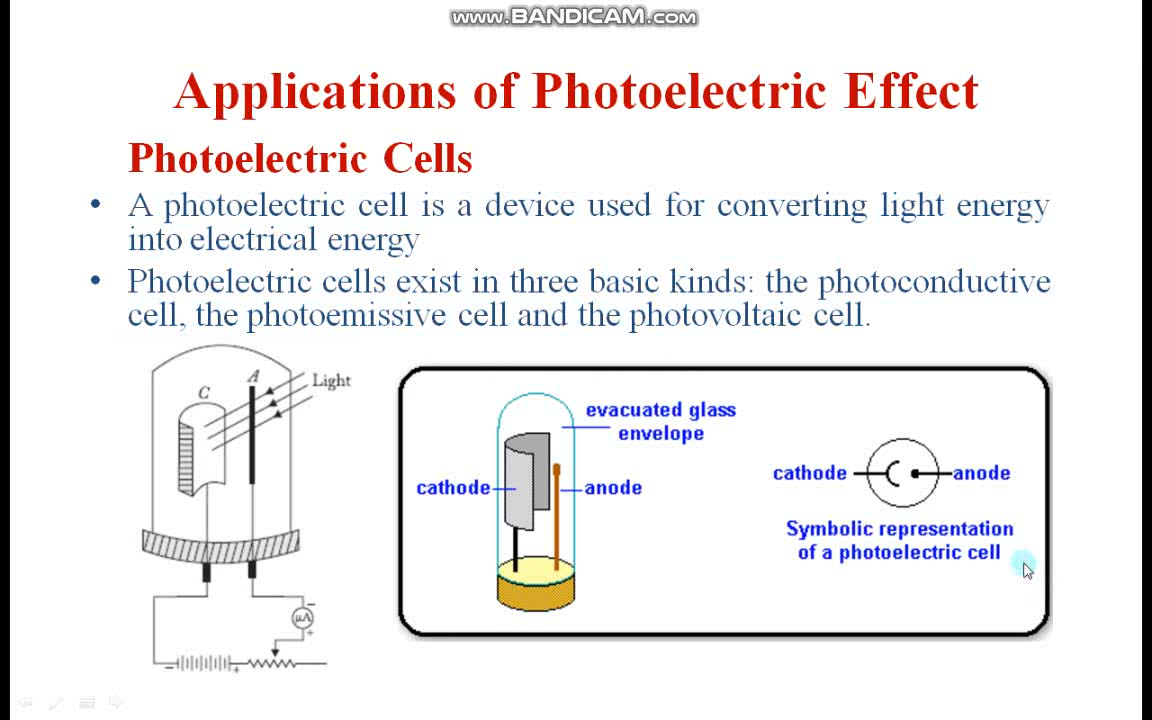 www.BANDICAM.com
Applications of Photoelectric Effect
Photoelectric Cells
• A photoelectric cell is a device used for converting light energy
into electrical energy
• Photoelectric cells exist in three basic kinds: the photoconductive
cell, the photoemissive cell and the photovoltaic cell.
C
A
Light
μA
−
+
−
+
evacuated glass
envelope
cathode
anode
cathode
anode
Symbolic representation
of a photoelectric cell